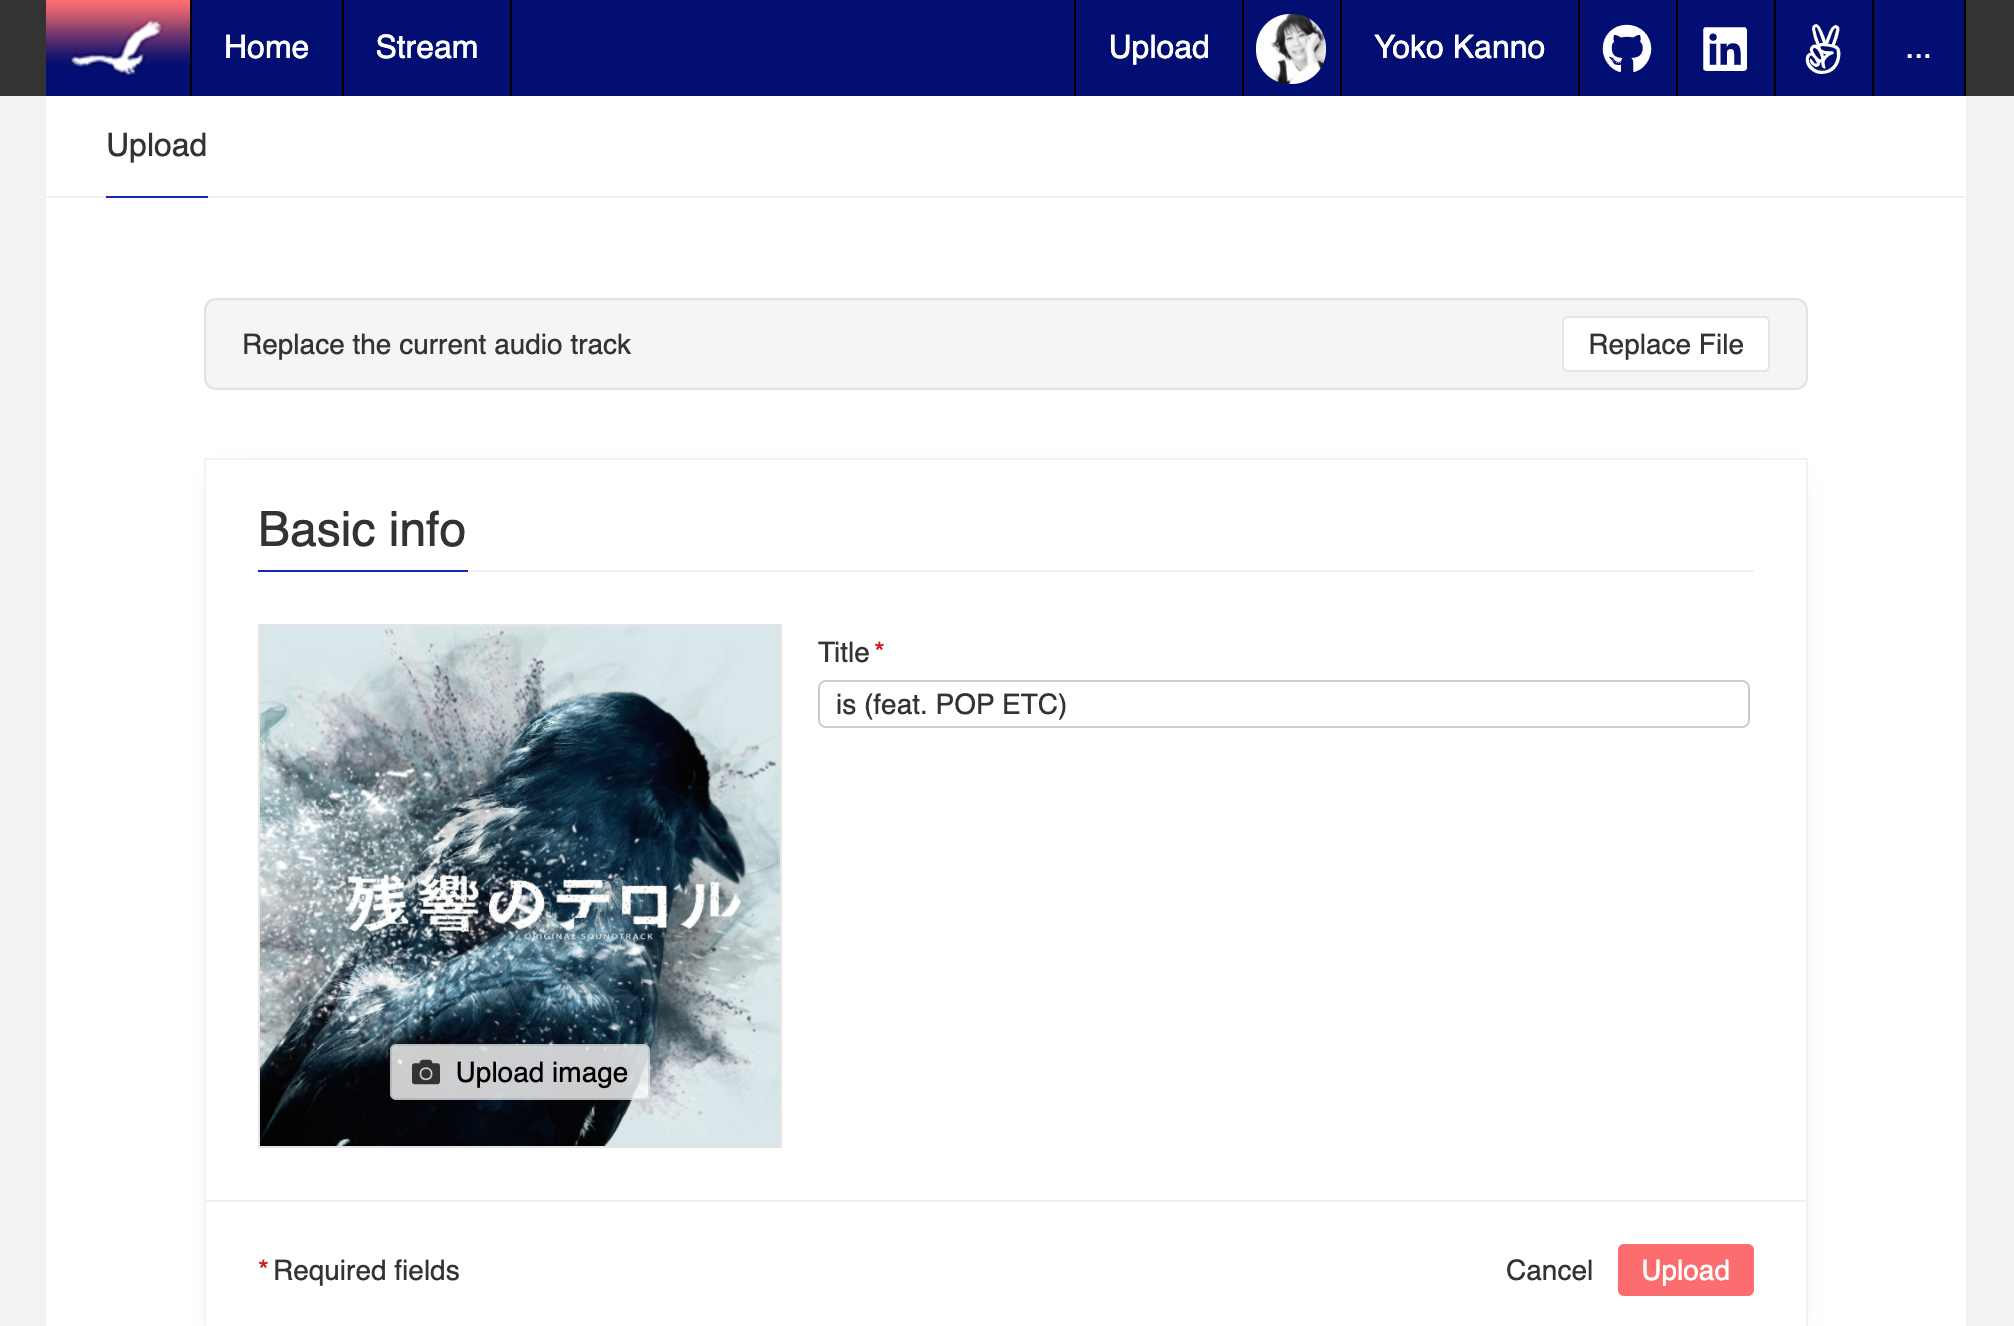 Home
Stream
Upload
Yoko Kanno
in
...
Upload
Replace the current audio track
Replace File
Basic info
Title *
is (feat. POP ETC)
残響のテロル
ORIGINAL SOUNDTRACK
Upload image
* Required fields
Cancel
Upload